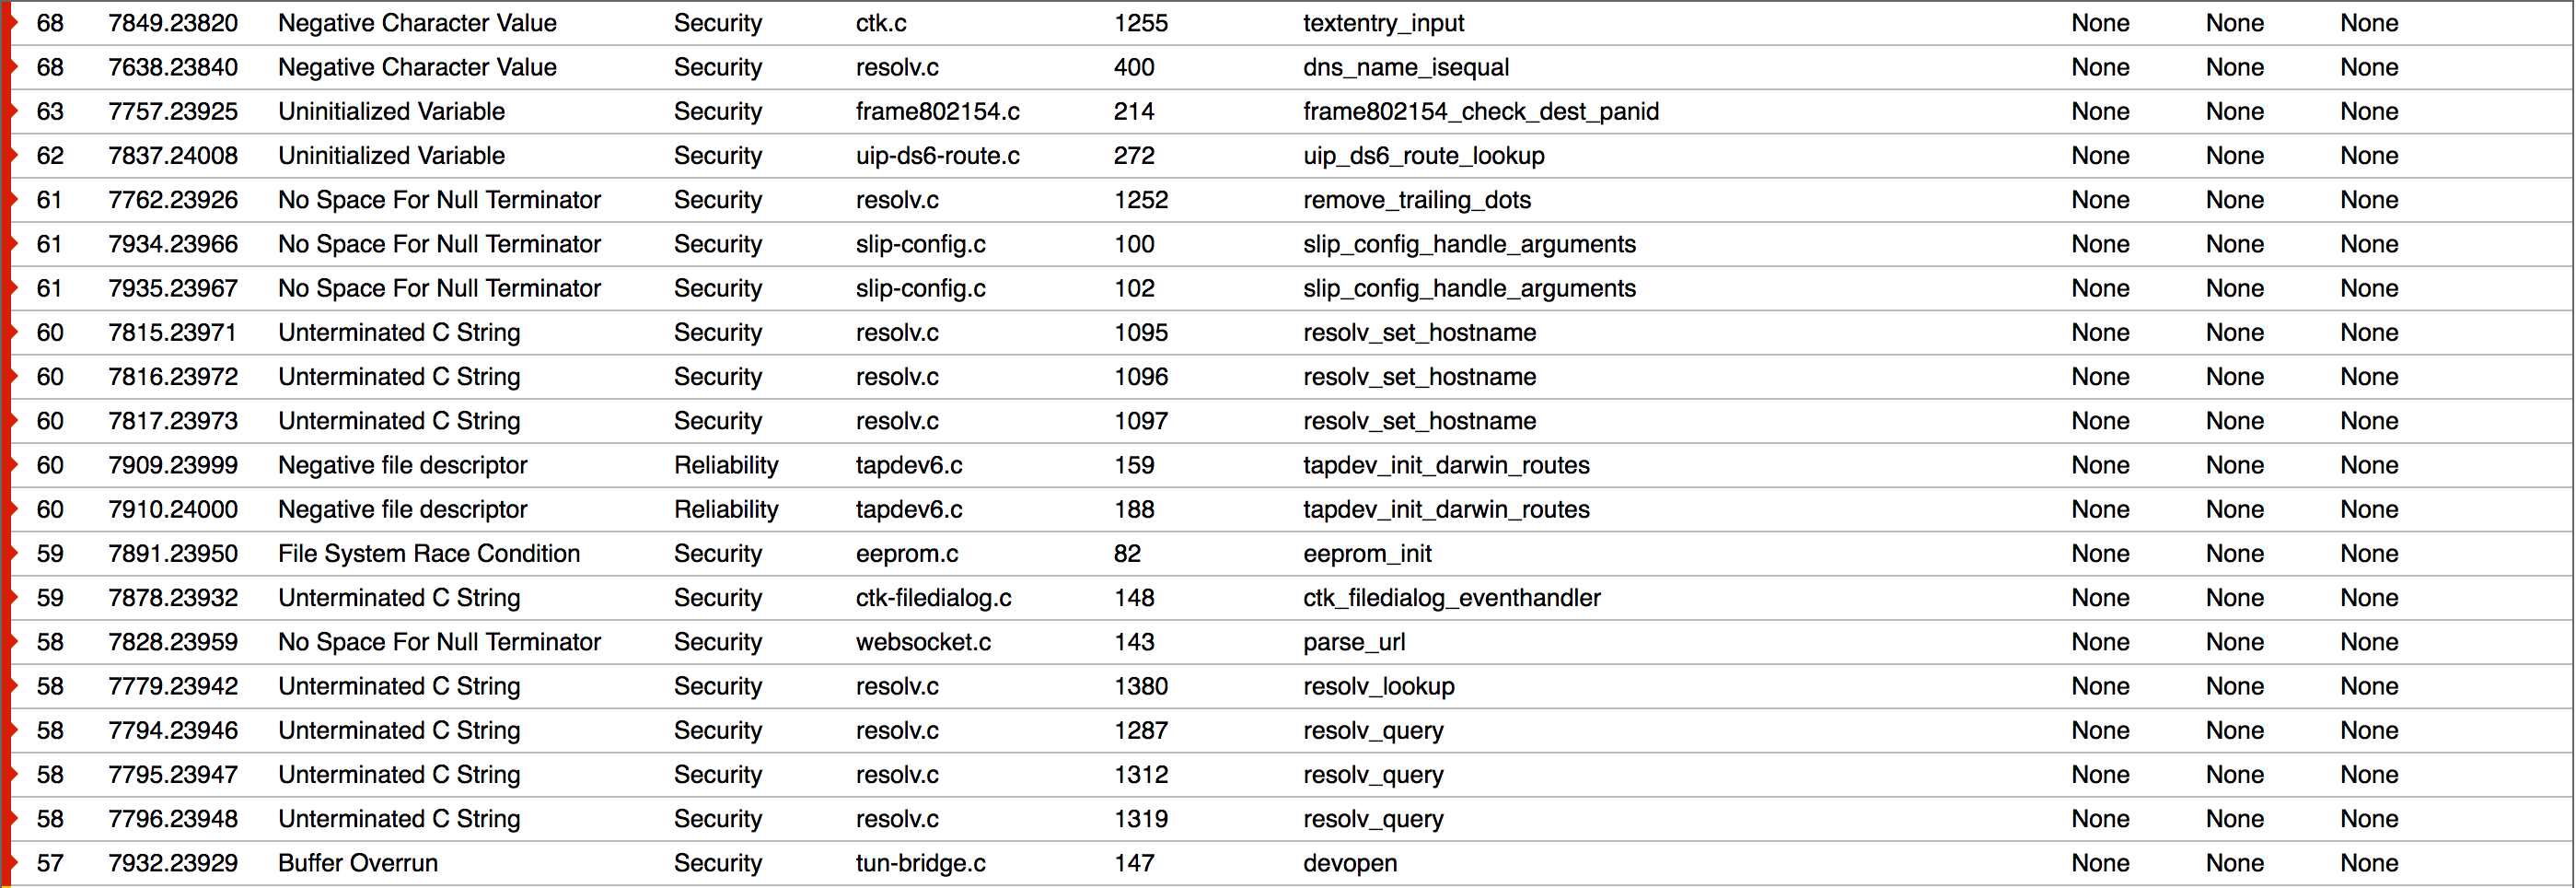 68 7849.23820 Negative Character Value Security ctk.c 1255 textentry_input None None None
68 7638.23840 Negative Character Value Security resolv.c 400 dns_name_isequal None None None
63 7757.23925 Uninitialized Variable Security frame802154.c 214 frame802154_check_dest_panid None None None
62 7837.24008 Uninitialized Variable Security uip-ds6-route.c 272 uip_ds6_route_lookup None None None
61 7762.23926 No Space For Null Terminator Security resolv.c 1252 remove_trailing_dots None None None
61 7934.23966 No Space For Null Terminator Security slip-config.c 100 slip_config_handle_arguments None None None
61 7935.23967 No Space For Null Terminator Security slip-config.c 102 slip_config_handle_arguments None None None
60 7815.23971 Unterminated C String Security resolv.c 1095 resolv_set_hostname None None None
60 7816.23972 Unterminated C String Security resolv.c 1096 resolv_set_hostname None None None
60 7817.23973 Unterminated C String Security resolv.c 1097 resolv_set_hostname None None None
60 7909.23999 Negative file descriptor Reliability tapdev6.c 159 tapdev_init_darwin_routes None None None
60 7910.24000 Negative file descriptor Reliability tapdev6.c 188 tapdev_init_darwin_routes None None None
59 7891.23950 File System Race Condition Security eeprom.c 82 eeprom_init None None None
59 7878.23932 Unterminated C String Security ctk-filedialog.c 148 ctk_filedialog_eventhandler None None None
58 7828.23959 No Space For Null Terminator Security websocket.c 143 parse_url None None None
58 7779.23942 Unterminated C String Security resolv.c 1380 resolv_lookup None None None
58 7794.23946 Unterminated C String Security resolv.c 1287 resolv_query None None None
58 7795.23947 Unterminated C String Security resolv.c 1312 resolv_query None None None
58 7796.23948 Unterminated C String Security resolv.c 1319 resolv_query None None None
57 7932.23929 Buffer Overrun Security tun-bridge.c 147 devopen None None None